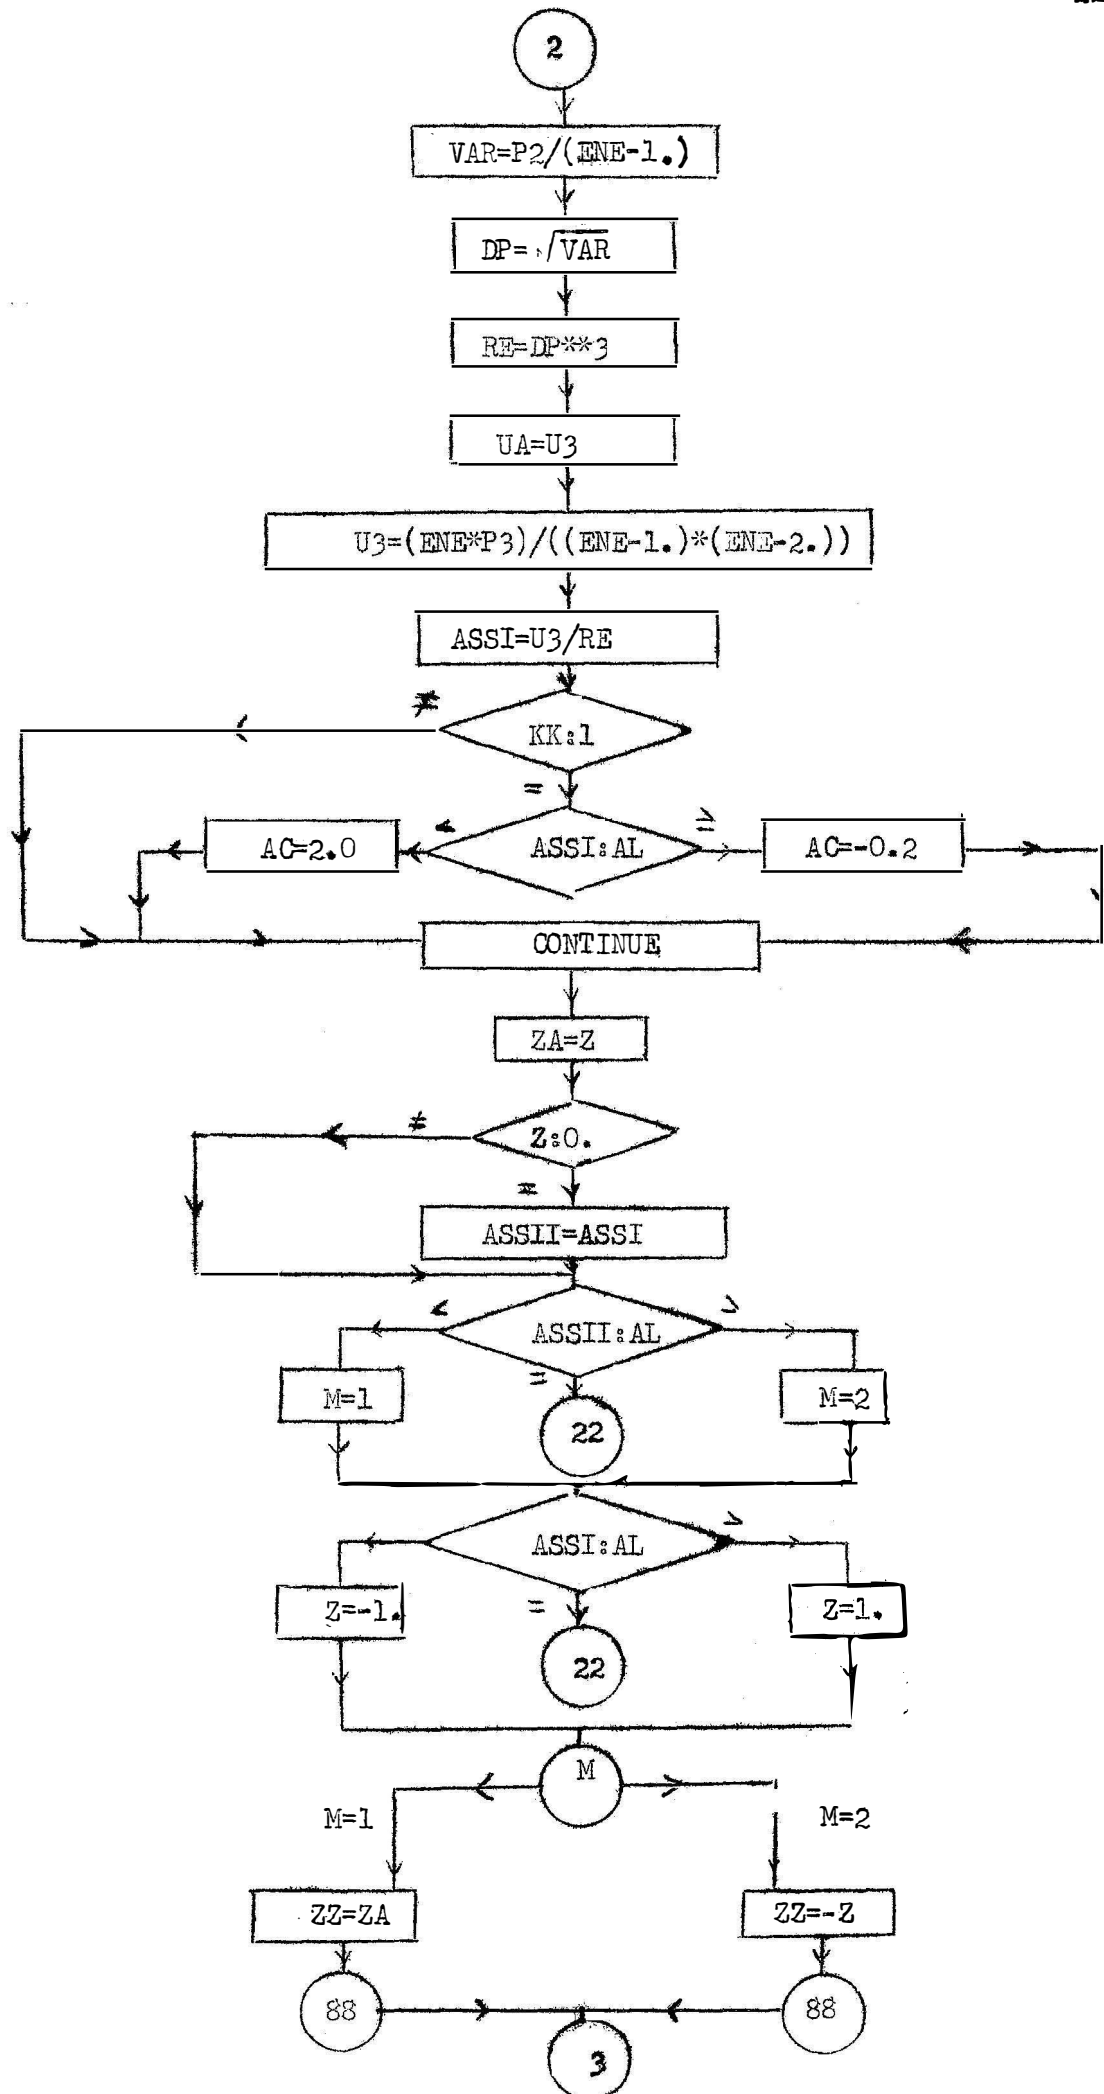 2
VAR=P2/(ENE-1.)
DP=√VAR
RE=DP**3
UA=U3
U3=(ENE*P3)/((ENE-1.)*(ENE-2.))
ASSI=U3/RE
≠
KK:1
=
< ≥
AC=2.0 ASSI:AL AC=-0.2
CONTINUE
ZA=Z
≠
Z:0.
=
ASSII=ASSI
< >
ASSII:AL
=
M=1 22 M=2
>
ASSI:AL
=
Z=-1. Z=1.
22
M
M=1 M=2
ZZ=ZA ZZ=-Z
88 88
3